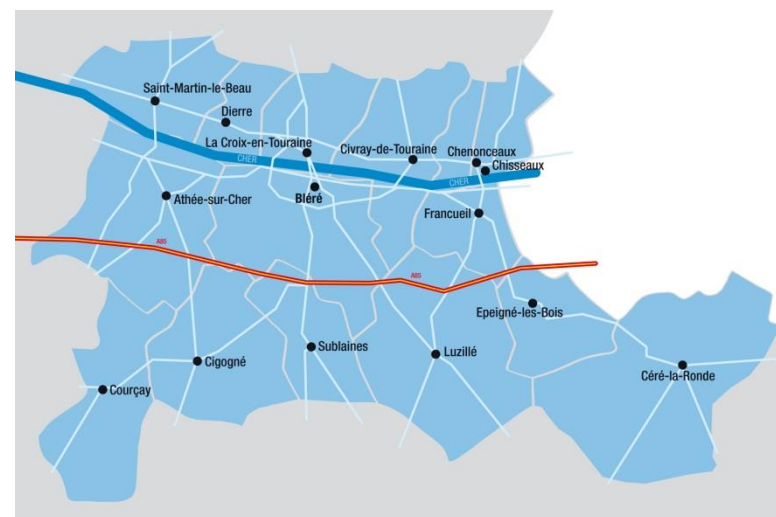 Saint-Martin-le-Beau
Dierre
La Croix-en-Touraine
Civray-de-Touraine
Chenonceaux
CHER
Chisseaux
CHER
Athée-sur-Cher
Bléré
Francueil
A85
A85
Epeigné-les-Bois
Sublaines
Luzillé
Cigogné
Céré-la-Ronde
Courçay